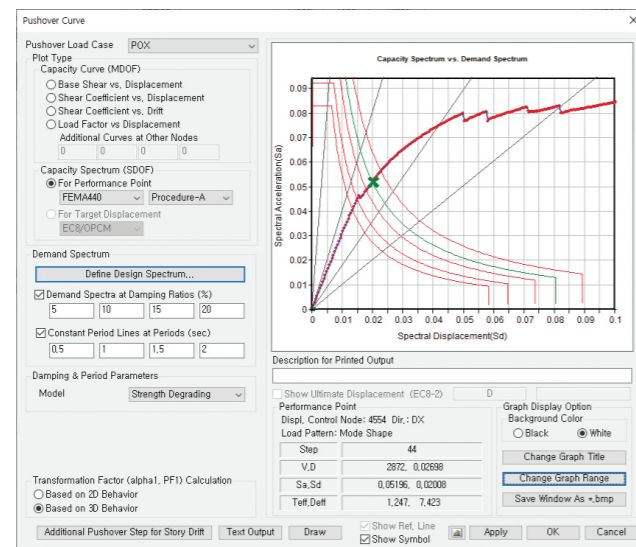 Pushover Curve
Pushover Load Case POX
Plot Type
Capacity Curve (MDOF)
Base Shear vs, Displacement
Shear Coefficient vs, Displacement
Shear Coefficient vs, Drift
Load Factor vs Displacement
Additional Curves at Other Nodes
0 0 0 0
Capacity Spectrum (SDOF)
For Performance Point
FEMA440 Procedure-A
For Target Displacement
EC8/OPCM
Demand Spectrum
Define Design Spectrum...
Demand Spectra at Damping Ratios (%)
5 10 15 20
Constant Period Lines at Periods (sec)
0,5 1 1,5 2
Damping & Period Parameters
Model Strength Degrading
Transformation Factor (alpha1, PF1) Calculation
Based on 2D Behavior
Based on 3D Behavior
Capacity Spectrum vs. Demand Spectrum
Spectral Acceleration(Sa)
0.09
0.08
0.07
0.06
0.05
0.04
0.03
0.02
0.01
0
0 0.01 0.02 0.03 0.04 0.05 0.06 0.07 0.08 0.09 0.1
Spectral Displacement(Sd)
Description for Printed Output
Show Ultimate Displacement (EC8-2) D
Performance Point
Displ, Control Node: 4554 Dir,: DX
Load Pattern: Mode Shape
Step 44
V,D 2872, 0,02698
Sa,Sd 0,05196, 0,02008
Teff,Deff 1,247, 7,423
Graph Display Option
Background Color
Black White
Change Graph Title
Change Graph Range
Save Window As *,bmp
Additional Pushover Step for Story Drift Text Output Draw
Show Ref, Line
Show Symbol
Apply OK Cancel